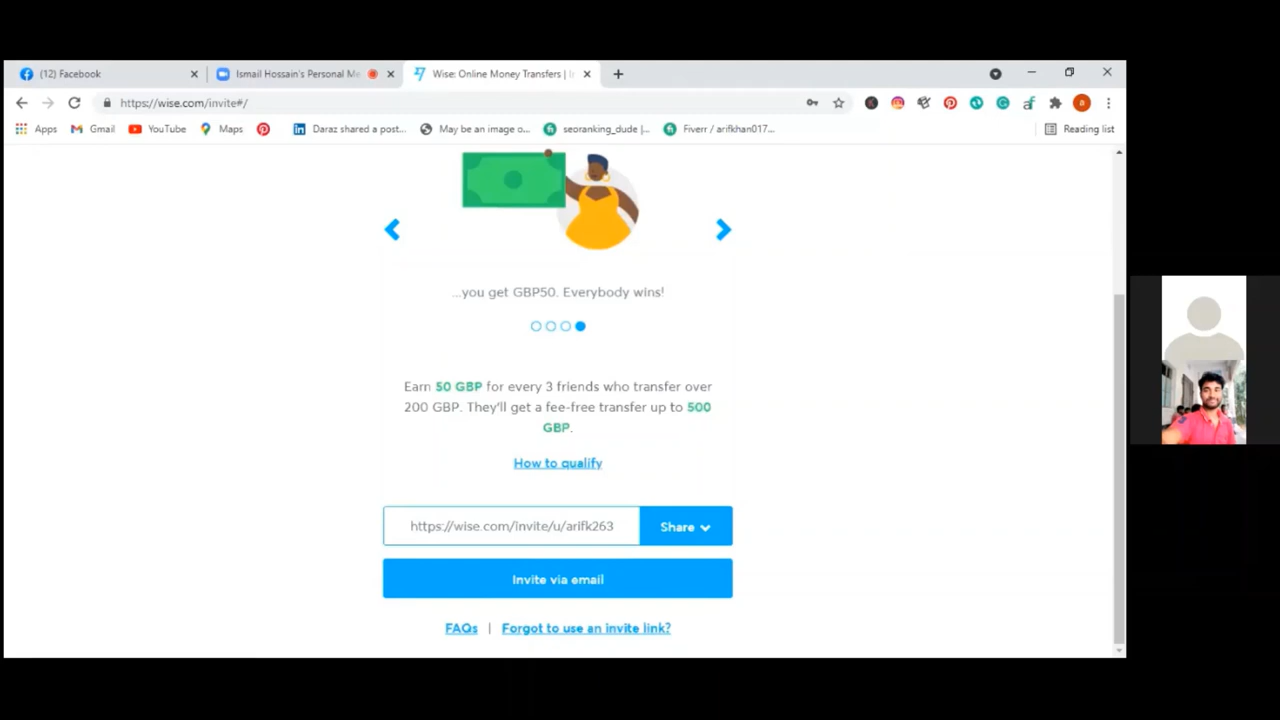 (12) Facebook
Ismail Hossain's Personal Me
Wise: Online Money Transfers |
https://wise.com/invite#/
Apps
Gmail
YouTube
Maps
Daraz shared a post...
May be an image o...
seoranking_dude |...
Fiverr / arifkhan017...
Reading list
...you get GBP50. Everybody wins!
Earn 50 GBP for every 3 friends who transfer over
200 GBP. They'll get a fee-free transfer up to 500
GBP.
How to qualify
https://wise.com/invite/u/arifk263
Share
Invite via email
FAQs | Forgot to use an invite link?